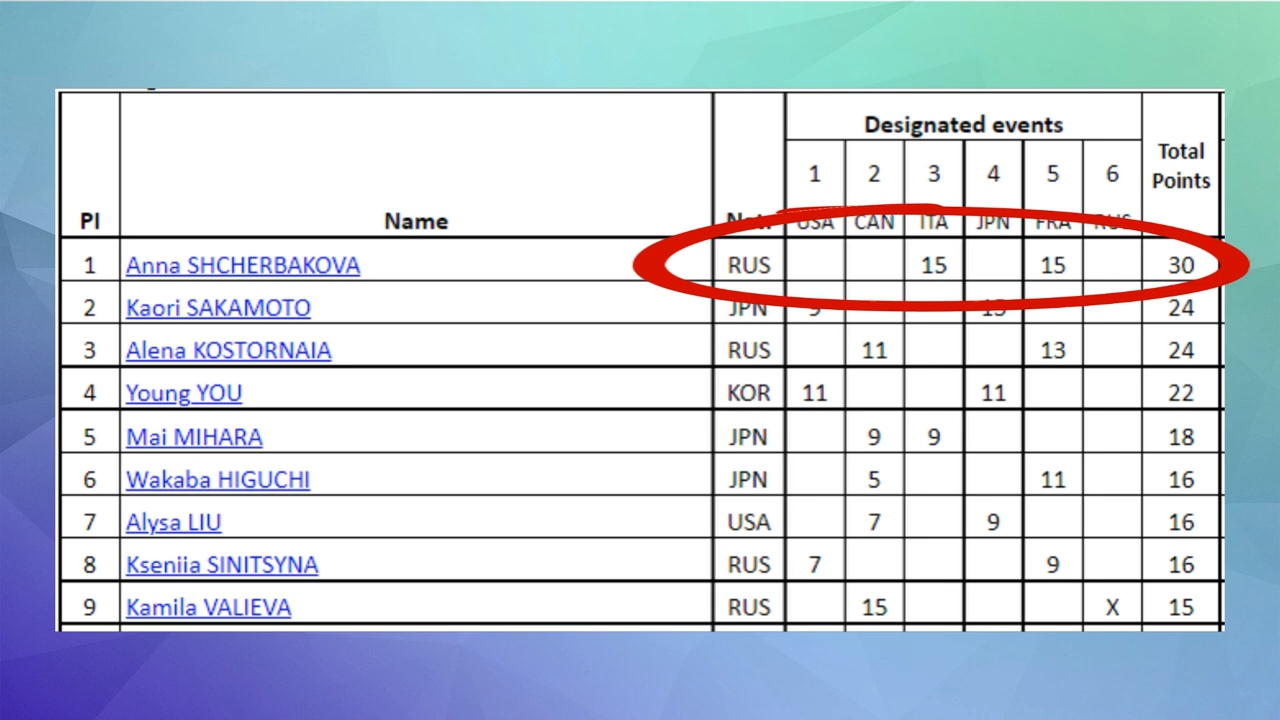 Designated events
Total
1 2 3 4 5 6
Points
Pl Name Nat. USA CAN ITA JPN FRA RUS
1 Anna SHCHERBAKOVA RUS 15 15 30
2 Kaori SAKAMOTO JPN 9 15 24
3 Alena KOSTORNAIA RUS 11 13 24
4 Young YOU KOR 11 11 22
5 Mai MIHARA JPN 9 9 18
6 Wakaba HIGUCHI JPN 5 11 16
7 Alysa LIU USA 7 9 16
8 Kseniia SINITSYNA RUS 7 9 16
9 Kamila VALIEVA RUS 15 X 15